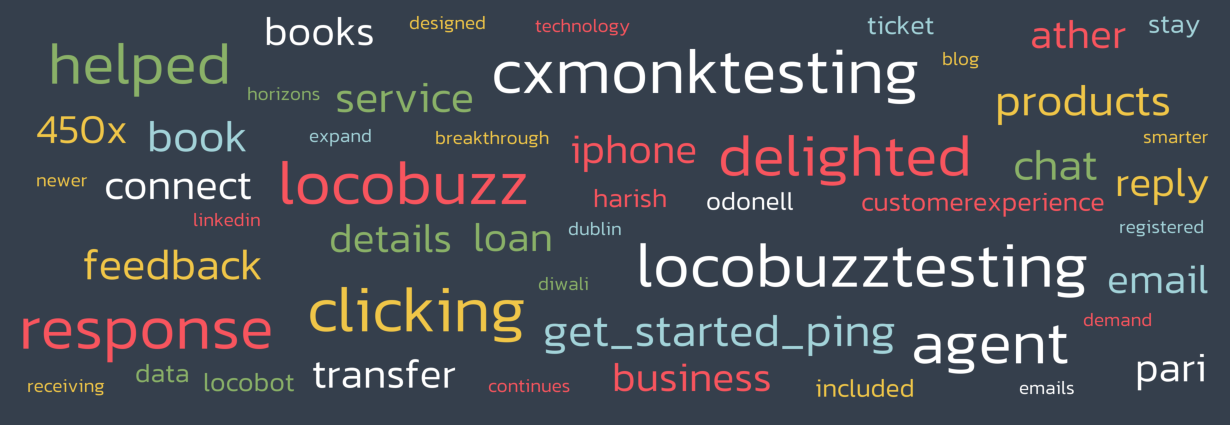 books designed technology ticket ather stay
helped cxmonktesting blog
horizons service products
450x book expand breakthrough iphone delighted chat smarter
newer connect locobuzz harish odonell customerexperience reply
linkedin details loan dublin registered
feedback locobuzztesting email
clicking diwali
response get_started_ping agent demand
receiving data locobot transfer continues business included emails pari